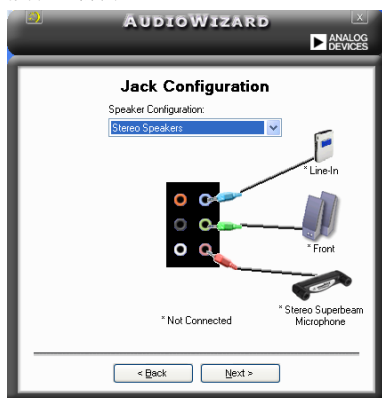 AUDIOWIZARD
X
ANALOG
DEVICES
Jack Configuration
Speaker Configuration:
Stereo Speakers
* Line-In
* Front
* Stereo Superbeam
Microphone
* Not Connected
< Back Next >